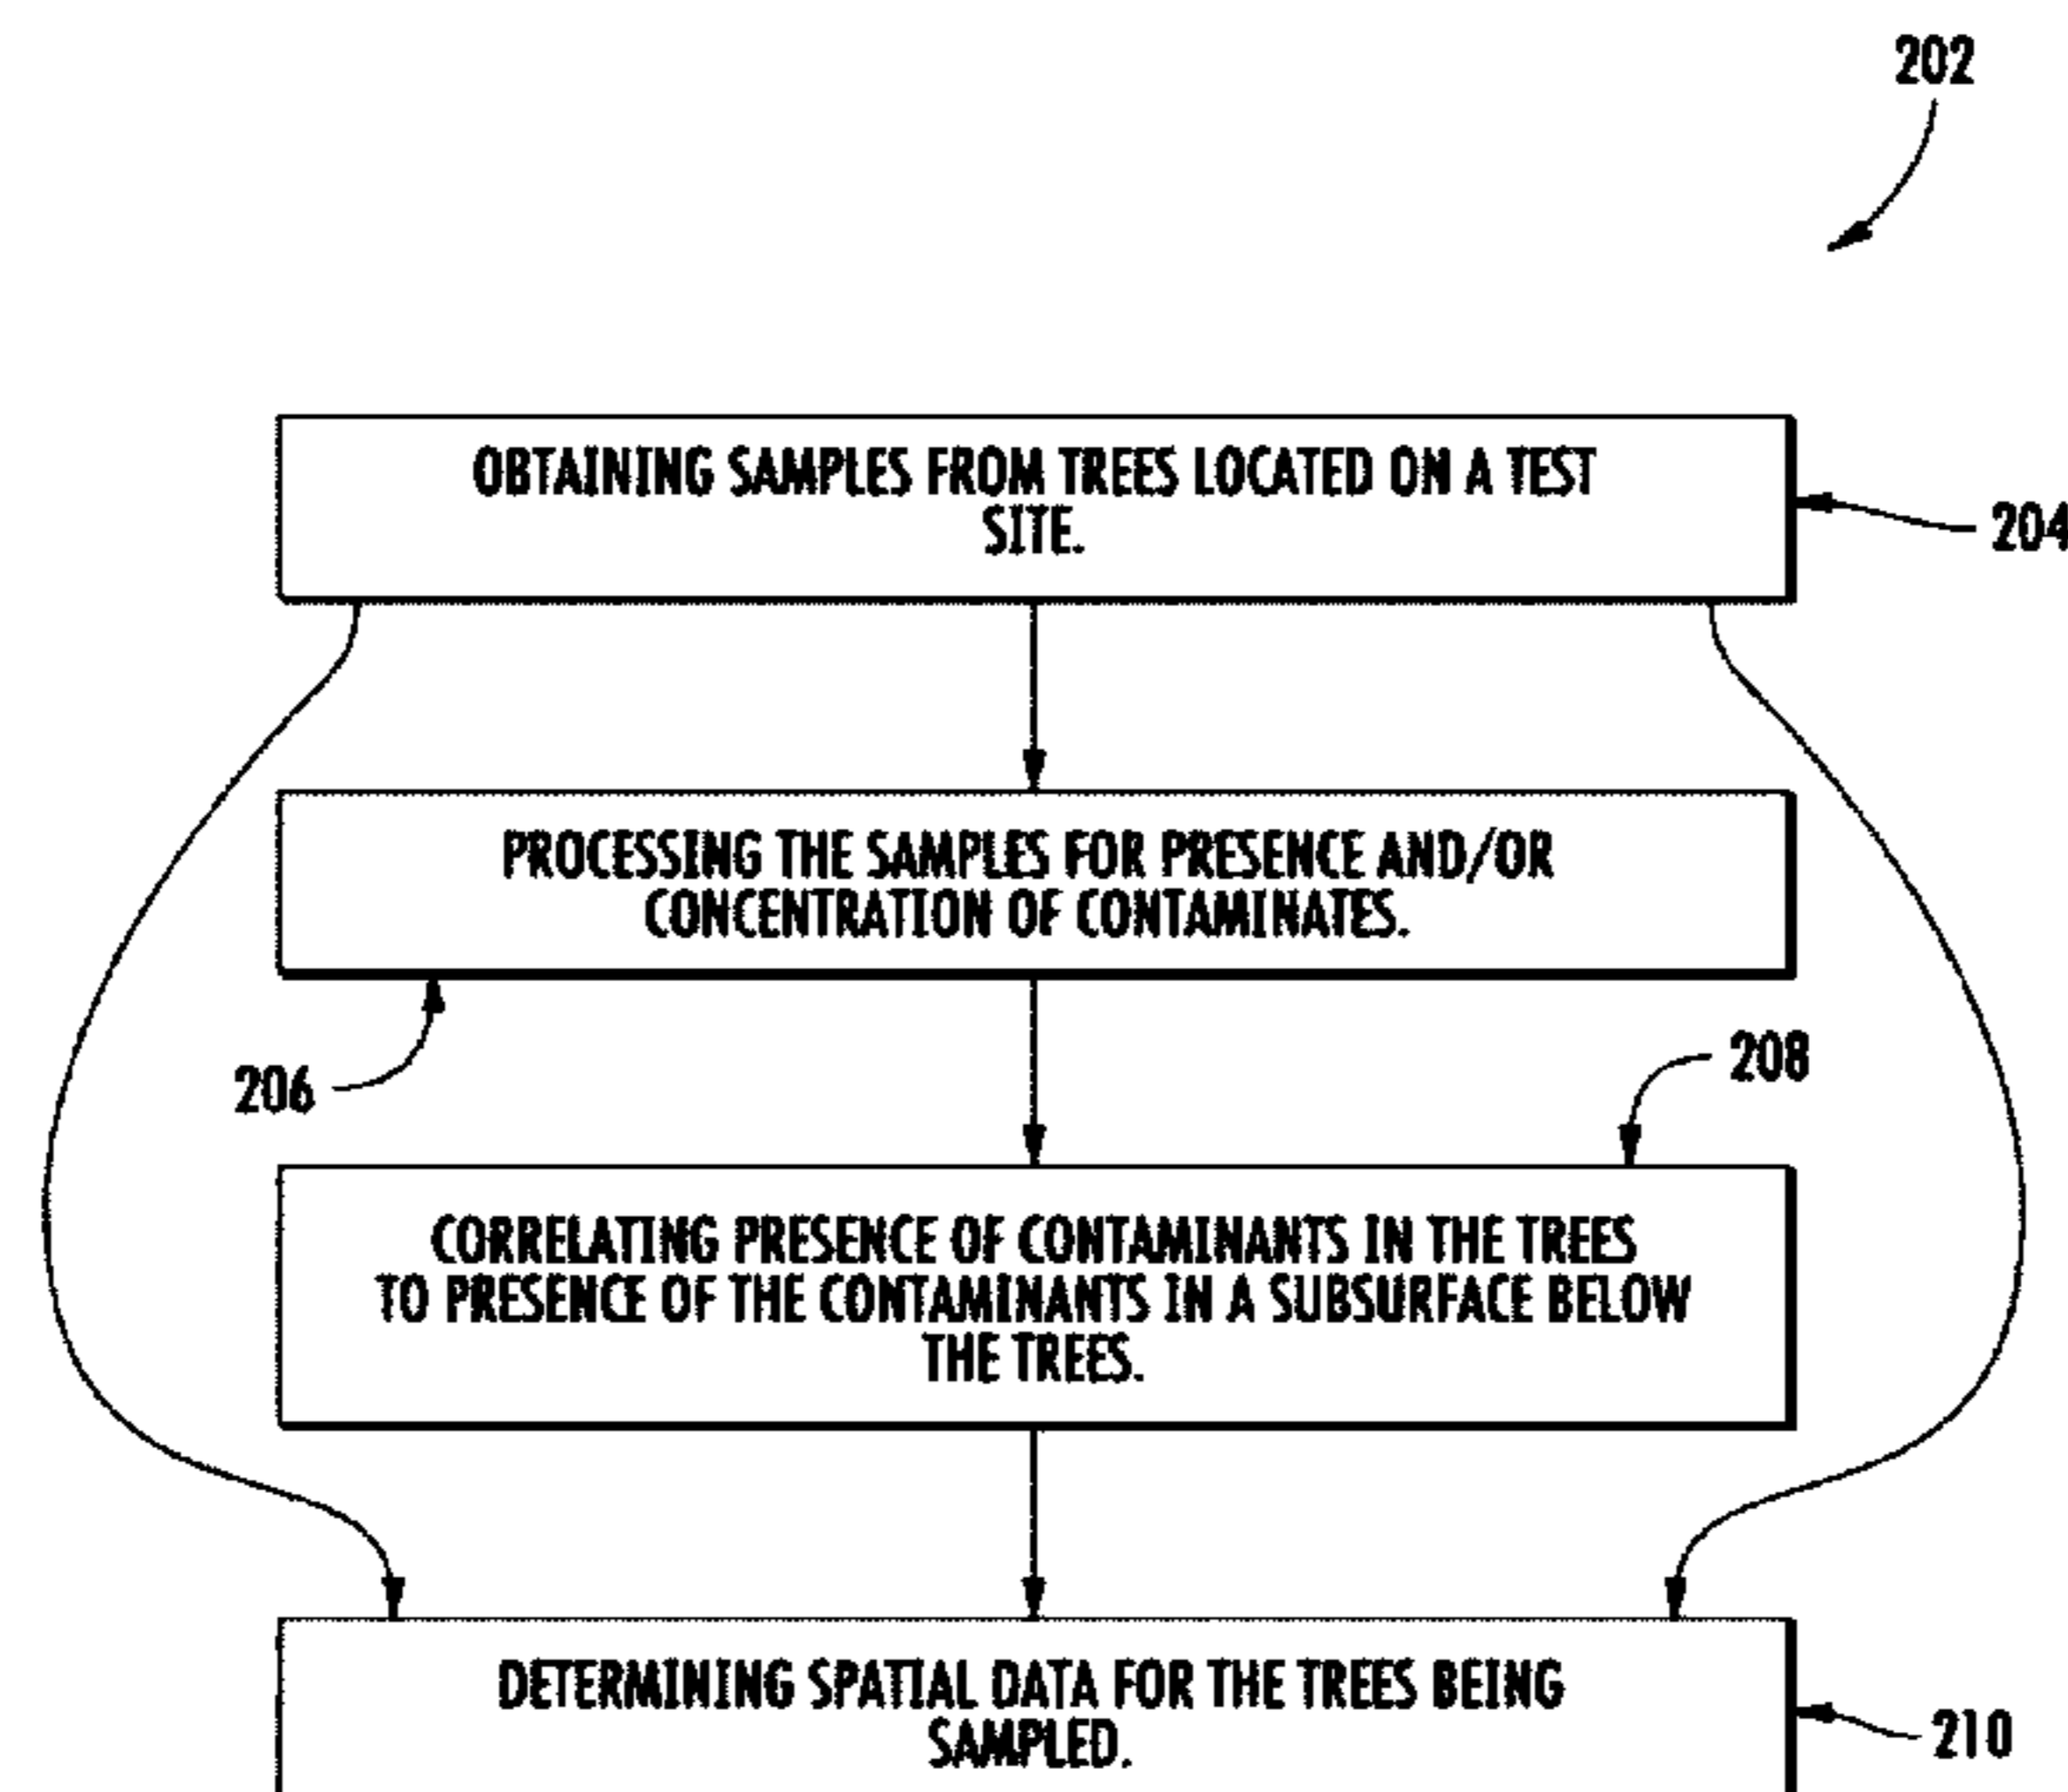 202
OBTAINING SAMPLES FROM TREES LOCATED ON A TEST
SITE.
204
PROCESSING THE SAMPLES FOR PRESENCE AND/OR
CONCENTRATION OF CONTAMINATES.
206
208
CORRELATING PRESENCE OF CONTAMINANTS IN THE TREES
TO PRESENCE OF THE CONTAMINANTS IN A SUBSURFACE BELOW
THE TREES.
DETERMINING SPATIAL DATA FOR THE TREES BEING
SAMPLED.
210